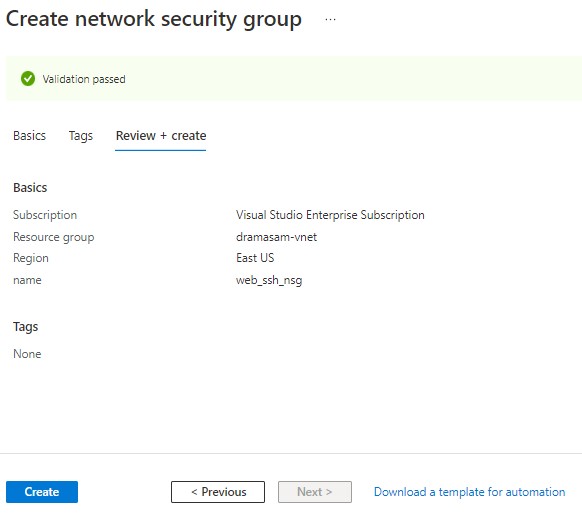 Create network security group ...
Validation passed
Basics Tags Review + create
Basics
Subscription Visual Studio Enterprise Subscription
Resource group dramasam-vnet
Region East US
name web_ssh_nsg
Tags
None
Create < Previous Next > Download a template for automation